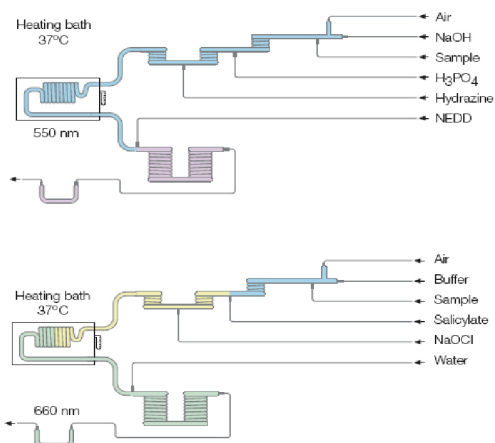 Heating bath
37°C
Air
NaOH
Sample
H3PO4
Hydrazine
NEDD
550 nm
Air
Buffer
Sample
Salicylate
NaOCl
Water
Heating bath
37°C
660 nm